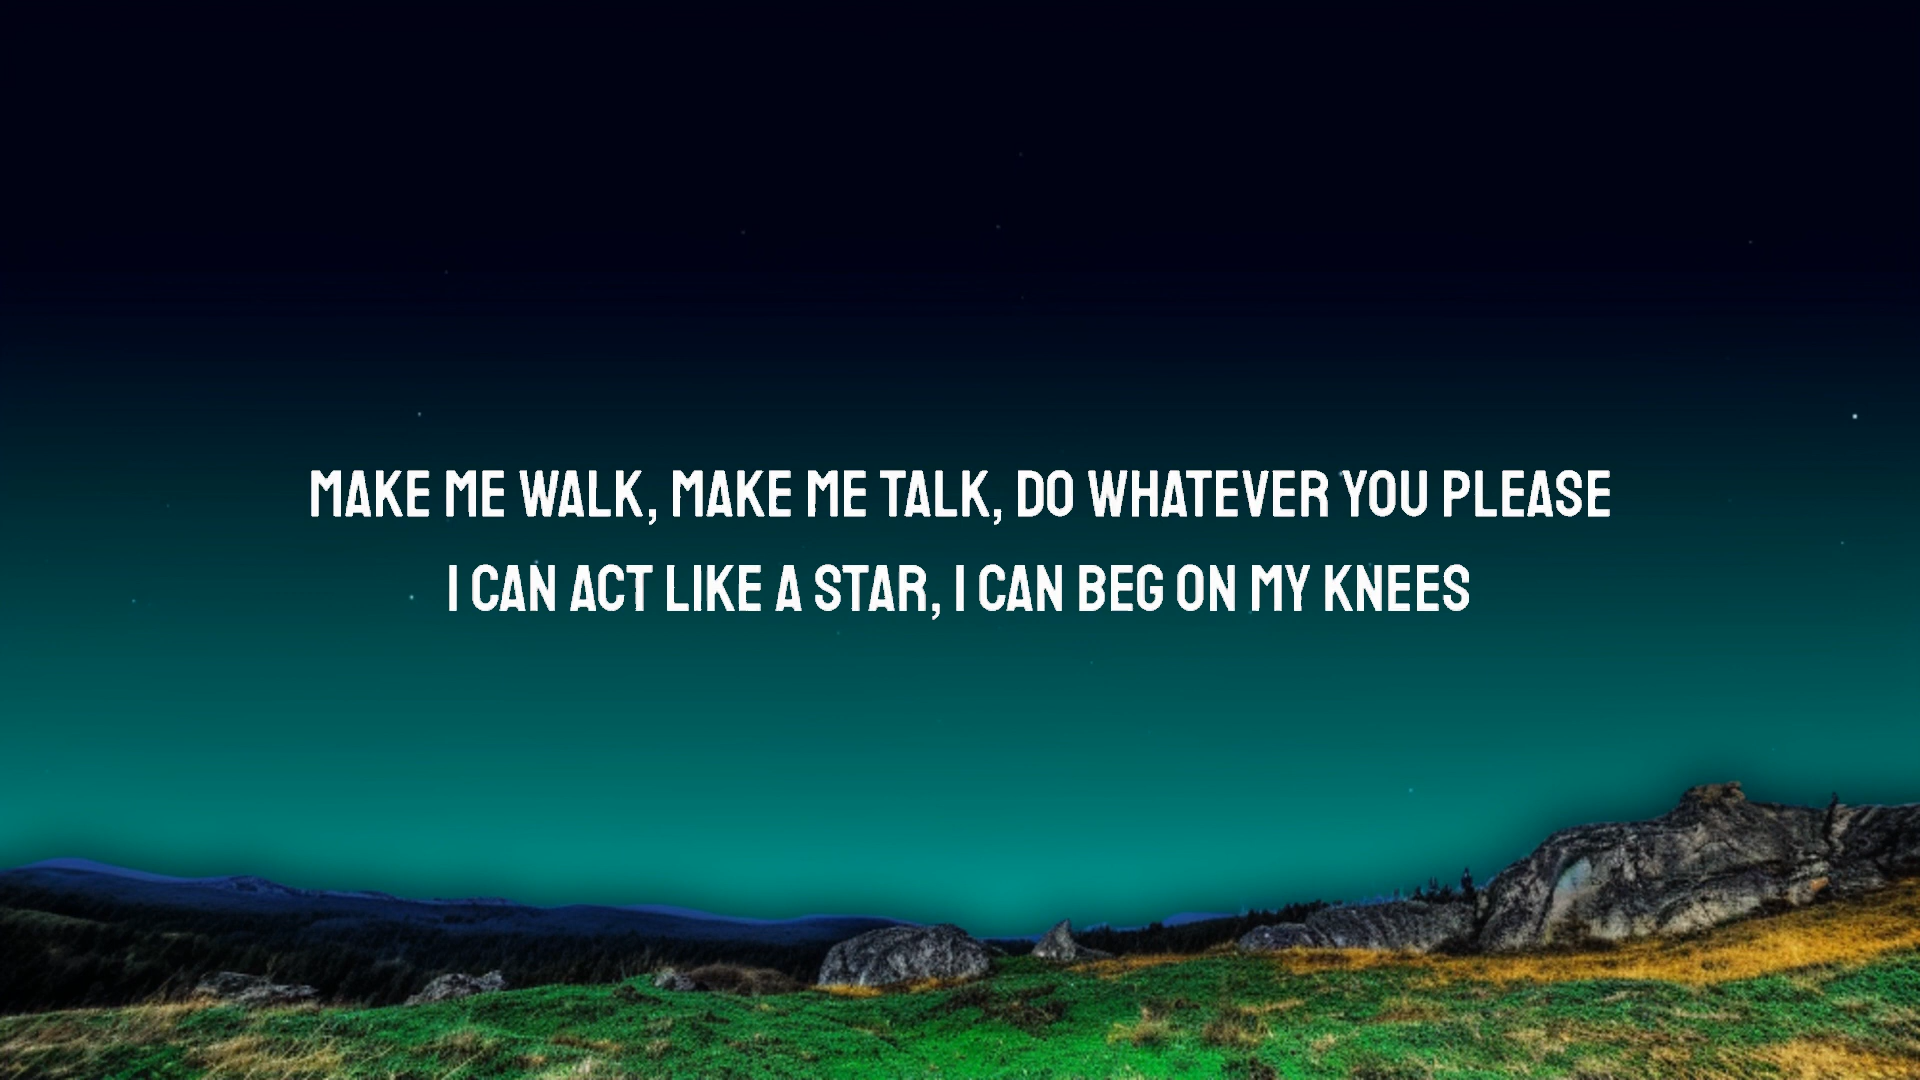 MAKE ME WALK, MAKE ME TALK, DO WHATEVER YOU PLEASE
I CAN ACT LIKE A STAR, I CAN BEG ON MY KNEES